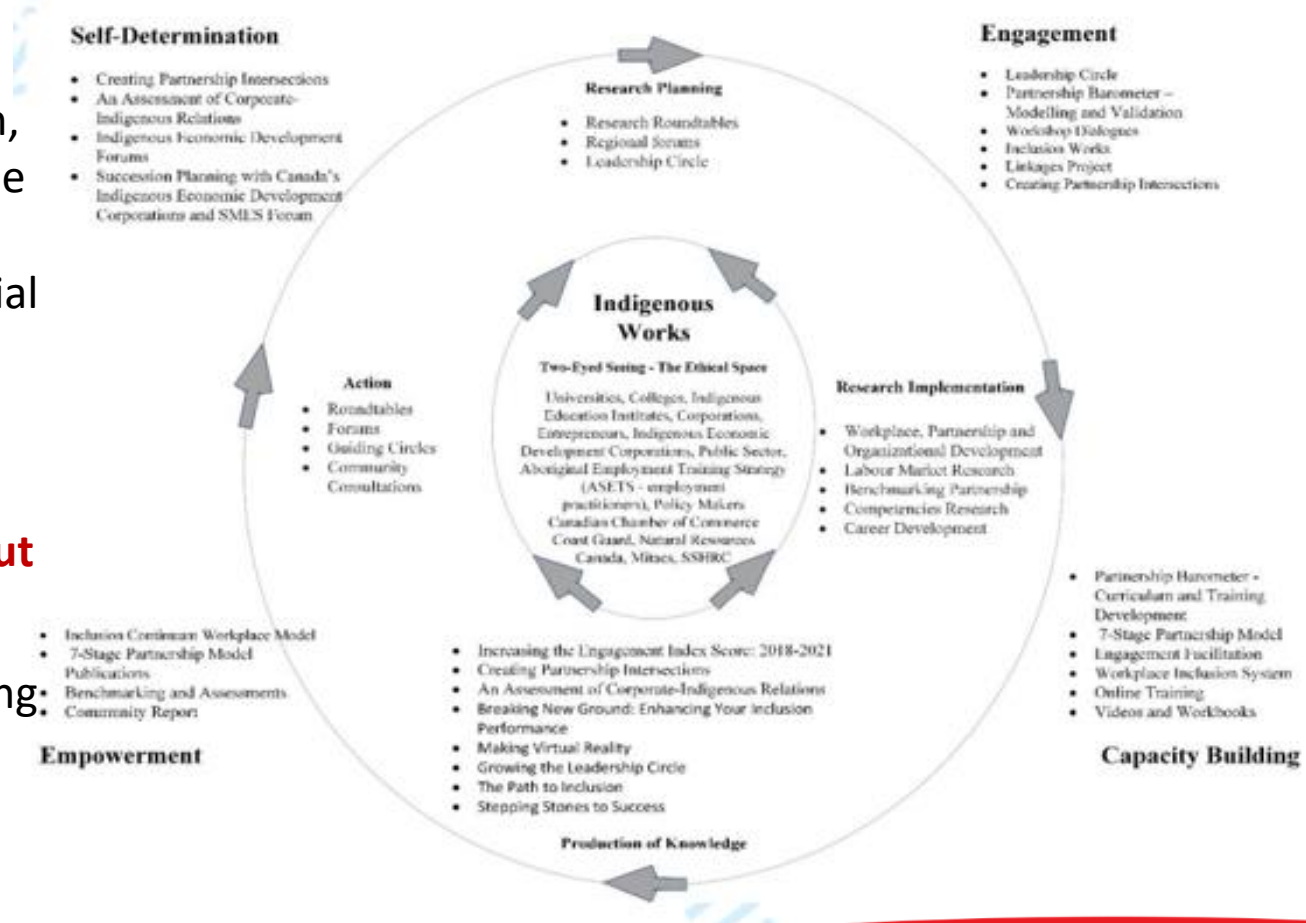 Self-Determination
• Creating Partnership Intersections
• An Assessment of Corporate-
Indigenous Relations
• Indigenous Economic Development
Forums
• Succession Planning with Canada's
Indigenous Economic Development
Corporations and SMES Forum
Research Planning
• Research Roundtables
• Regional forums
• Leadership Circle
Engagement
• Leadership Circle
• Partnership Barometer –
Modelling and Validation
• Workshop Dialogues
• Inclusion Works
• Linkages Project
• Creating Partnership Intersections
n,
e
ial
ut
ng
Action
• Roundtables
• Forums
• Guiding Circles
• Community
Consultations
Indigenous
Works
Two-Eyed Seeing - The Ethical Space
Universities, Colleges, Indigenous
Education Institutes, Corporations,
Entrepreneurs, Indigenous Economic
Development Corporations, Public Sector,
Aboriginal Employment Training Strategy
(ASETS - employment
practitioners), Policy Makers
Canadian Chamber of Commerce
Coast Guard, Natural Resources
Canada, Mitacs, SSHRC
Research Implementation
• Workplace, Partnership and
Organizational Development
• Labour Market Research
• Benchmarking Partnership
• Competencies Research
• Career Development
• Inclusion Continuum Workplace Model
• 7-Stage Partnership Model
Publications
• Benchmarking and Assessments
• Community Report
Empowerment
• Increasing the Engagement Index Score: 2018-2021
• Creating Partnership Intersections
• An Assessment of Corporate-Indigenous Relations
• Breaking New Ground: Enhancing Your Inclusion
Performance
• Making Virtual Reality
• Growing the Leadership Circle
• The Path to Inclusion
• Stepping Stones to Success
Production of Knowledge
• Partnership Barometer -
Curriculum and Training
Development
• 7-Stage Partnership Model
• Engagement Facilitation
• Workplace Inclusion System
• Online Training
• Videos and Workbooks
Capacity Building